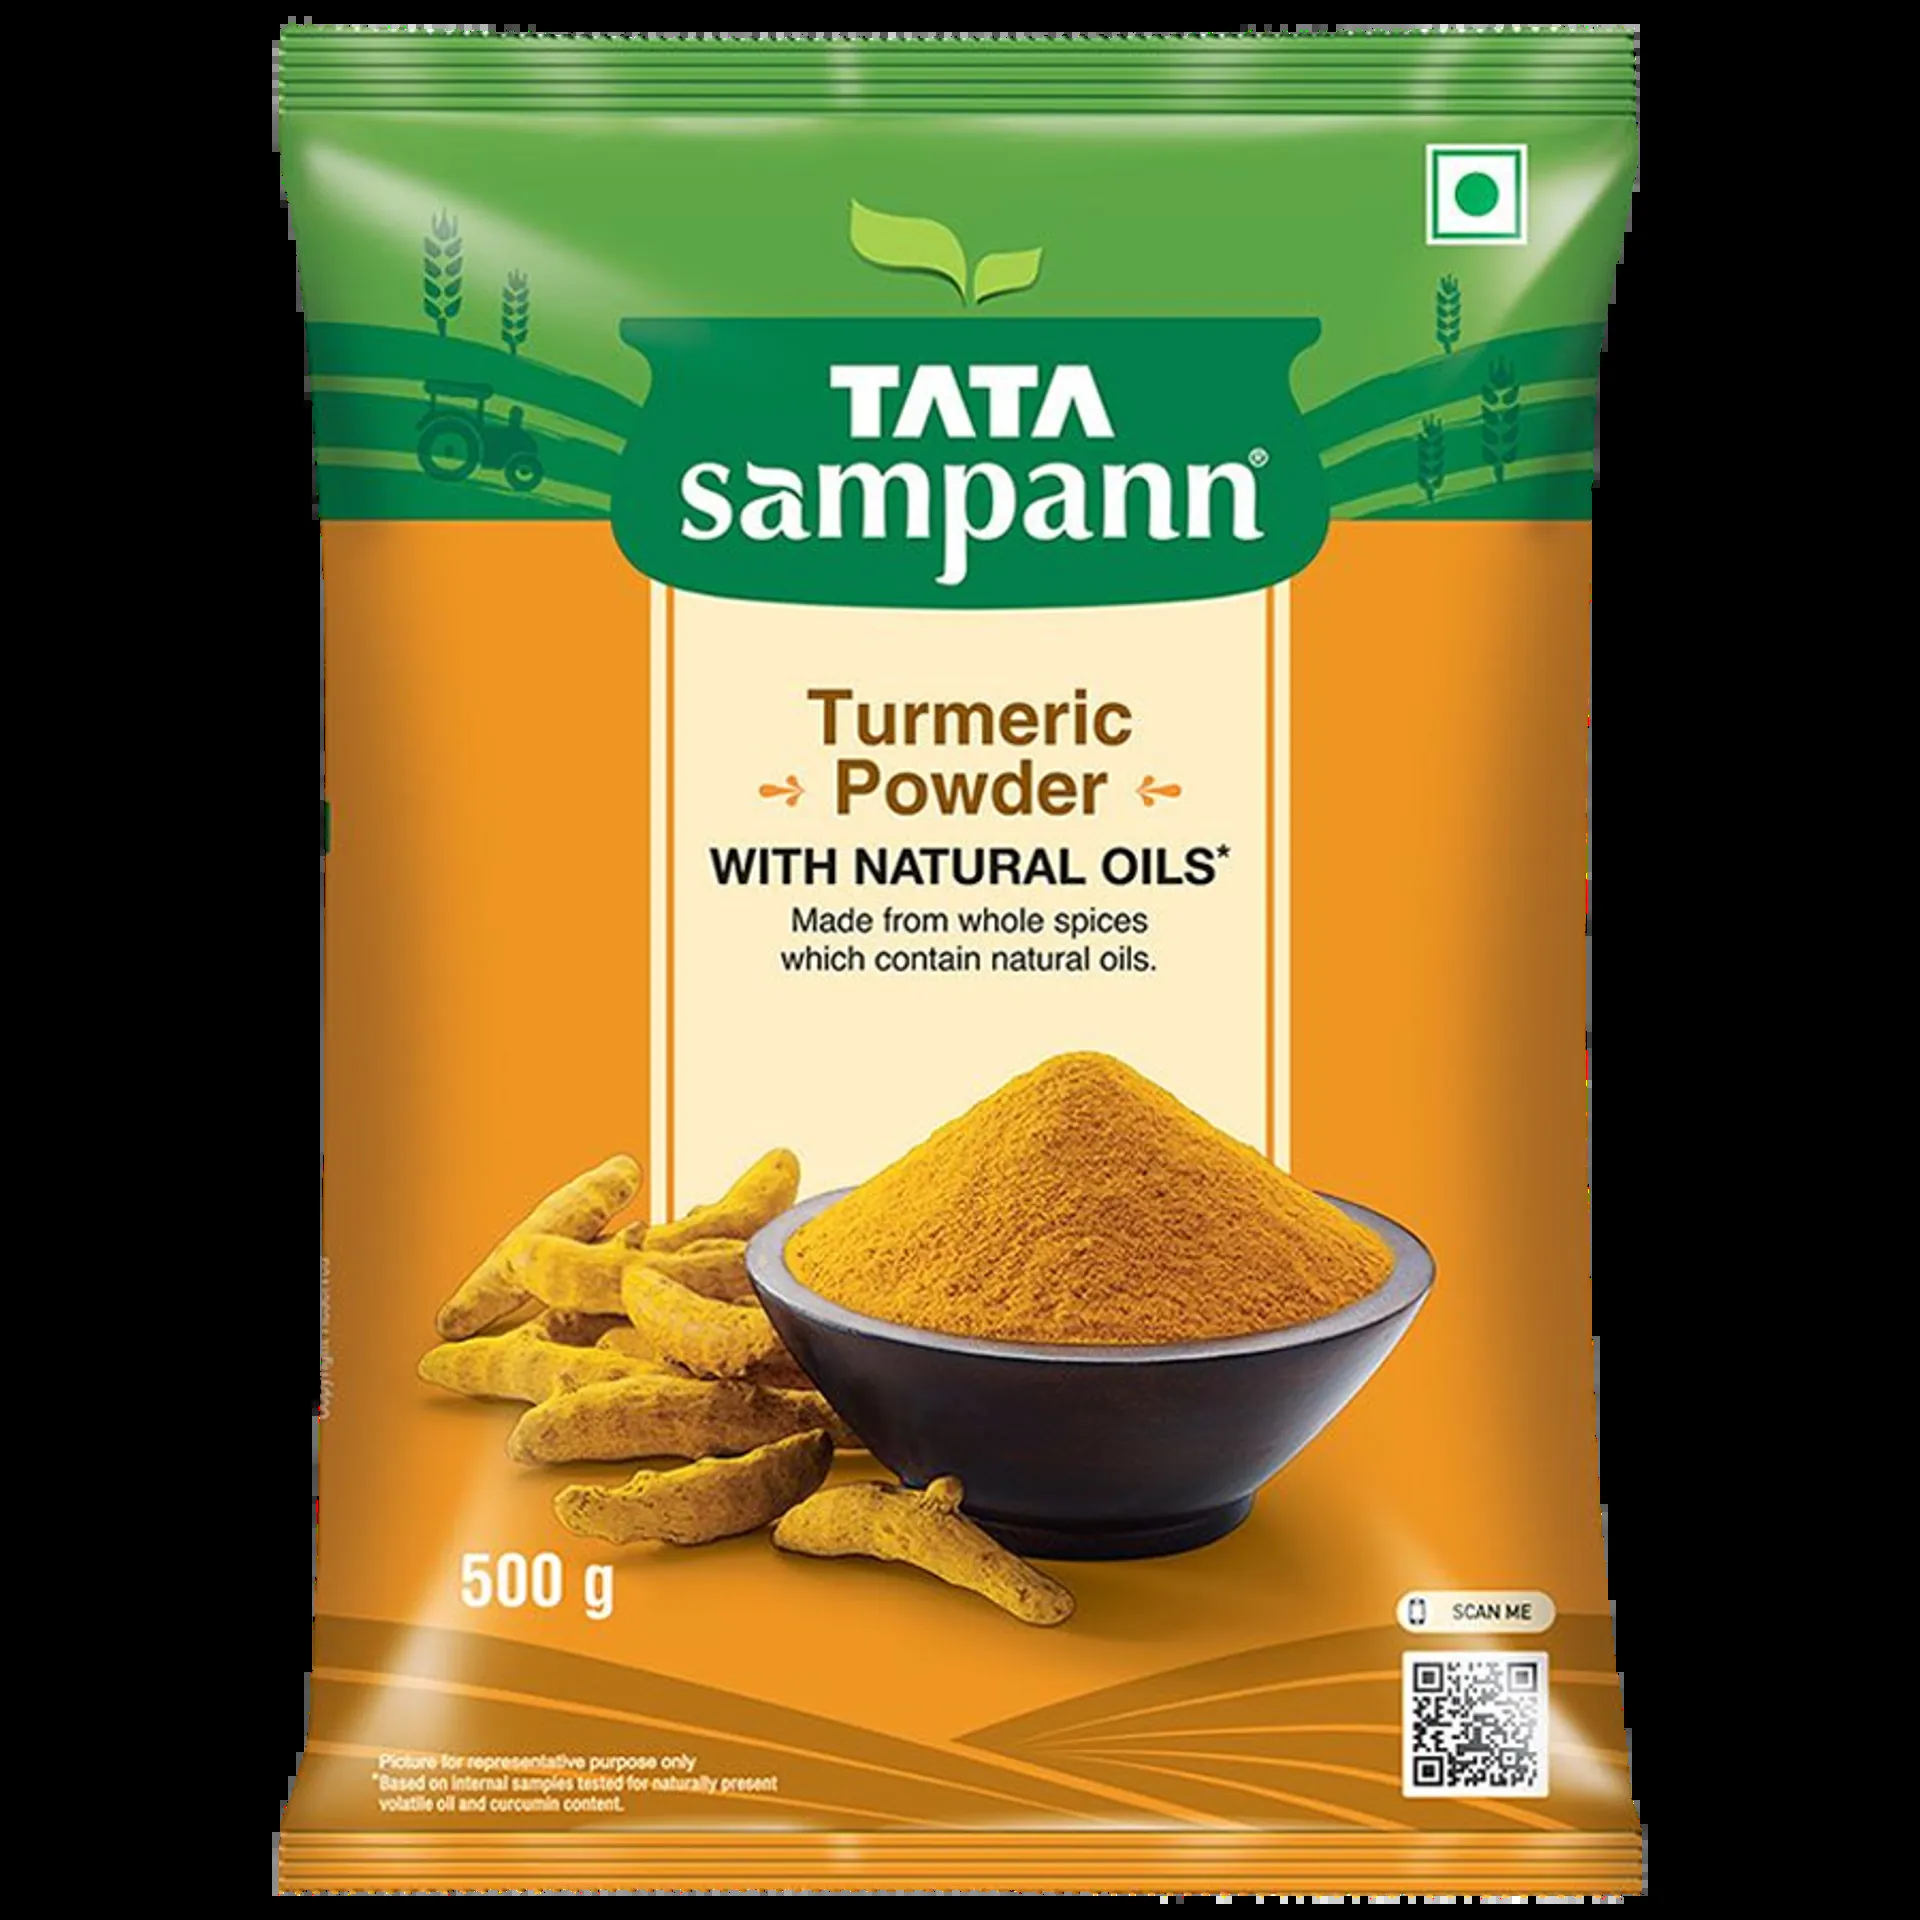 TATA
sampann®
Turmeric
Powder
WITH NATURAL OILS*
Made from whole spices
which contain natural oils.
500 g
SCAN ME
Picture for representative purpose only
*Based on internal samples tested for naturally present
volatile oil and curcumin content.